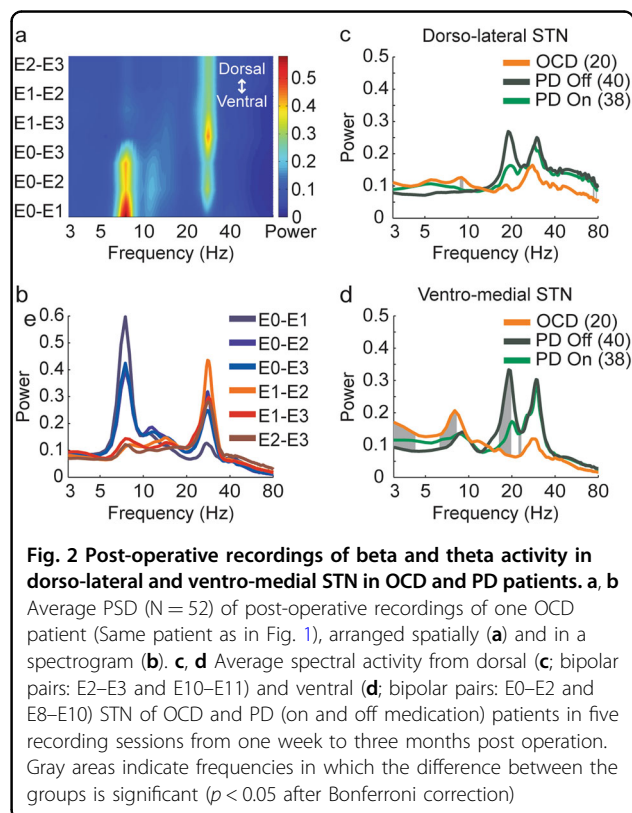 a
E2-E3
E1-E2
E1-E3
E0-E3
E0-E2
E0-E1
Dorsal
Ventral
0.5
0.4
0.3
0.2
0.1
0
Power
3 5 10 20 40
Frequency (Hz)
c
Dorso-lateral STN
OCD (20)
PD Off (40)
PD On (38)
Power
0.5
0.4
0.3
0.2
0.1
0
3 5 10 20 40 80
Frequency (Hz)
b
e
Power
0.6
0.5
0.4
0.3
0.2
0.1
0
E0-E1
E0-E2
E0-E3
E1-E2
E1-E3
E2-E3
3 5 10 20 40 80
Frequency (Hz)
d
Ventro-medial STN
OCD (20)
PD Off (40)
PD On (38)
Power
0.5
0.4
0.3
0.2
0.1
0
3 5 10 20 40 80
Frequency (Hz)
Fig. 2 Post-operative recordings of beta and theta activity in
dorso-lateral and ventro-medial STN in OCD and PD patients. a, b
Average PSD (N = 52) of post-operative recordings of one OCD
patient (Same patient as in Fig. 1), arranged spatially (a) and in a
spectrogram (b). c, d Average spectral activity from dorsal (c; bipolar
pairs: E2–E3 and E10–E11) and ventral (d; bipolar pairs: E0–E2 and
E8–E10) STN of OCD and PD (on and off medication) patients in five
recording sessions from one week to three months post operation.
Gray areas indicate frequencies in which the difference between the
groups is significant (p < 0.05 after Bonferroni correction)